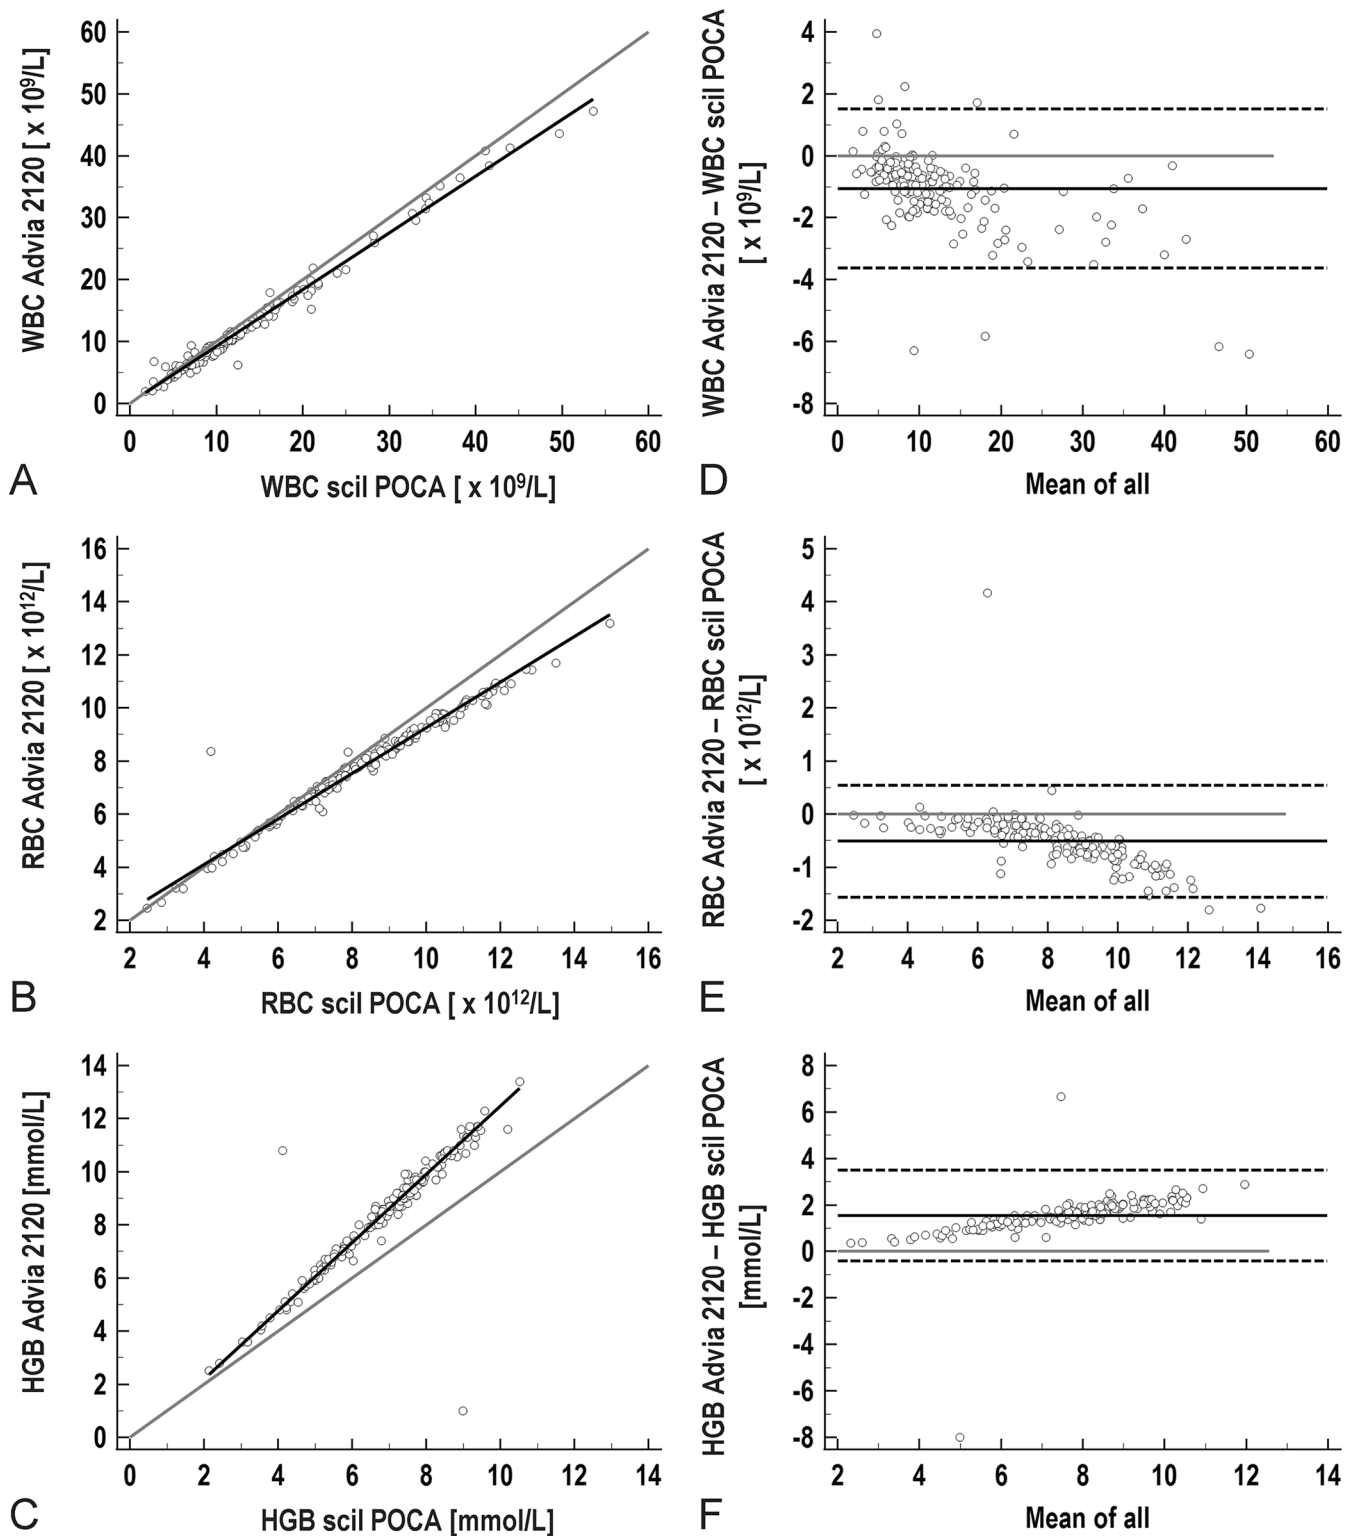 WBC Advia 2120 [ x 10⁹/L]
60
50
40
30
20
10
0
0 10 20 30 40 50 60
WBC scil POCA [ x 10⁹/L]
A
WBC Advia 2120 – WBC scil POCA
[ x 10⁹/L]
4
2
0
-2
-4
-6
-8
0 10 20 30 40 50 60
Mean of all
D
RBC Advia 2120 [ x 10¹²/L]
16
14
12
10
8
6
4
2
2 4 6 8 10 12 14 16
RBC scil POCA [ x 10¹²/L]
B
RBC Advia 2120 – RBC scil POCA
[ x 10¹²/L]
5
4
3
2
1
0
-1
-2
2 4 6 8 10 12 14 16
Mean of all
E
HGB Advia 2120 [mmol/L]
14
12
10
8
6
4
2
0
0 2 4 6 8 10 12 14
HGB scil POCA [mmol/L]
C
HGB Advia 2120 – HGB scil POCA
[mmol/L]
8
6
4
2
0
-2
-4
-6
-8
2 4 6 8 10 12 14
Mean of all
F